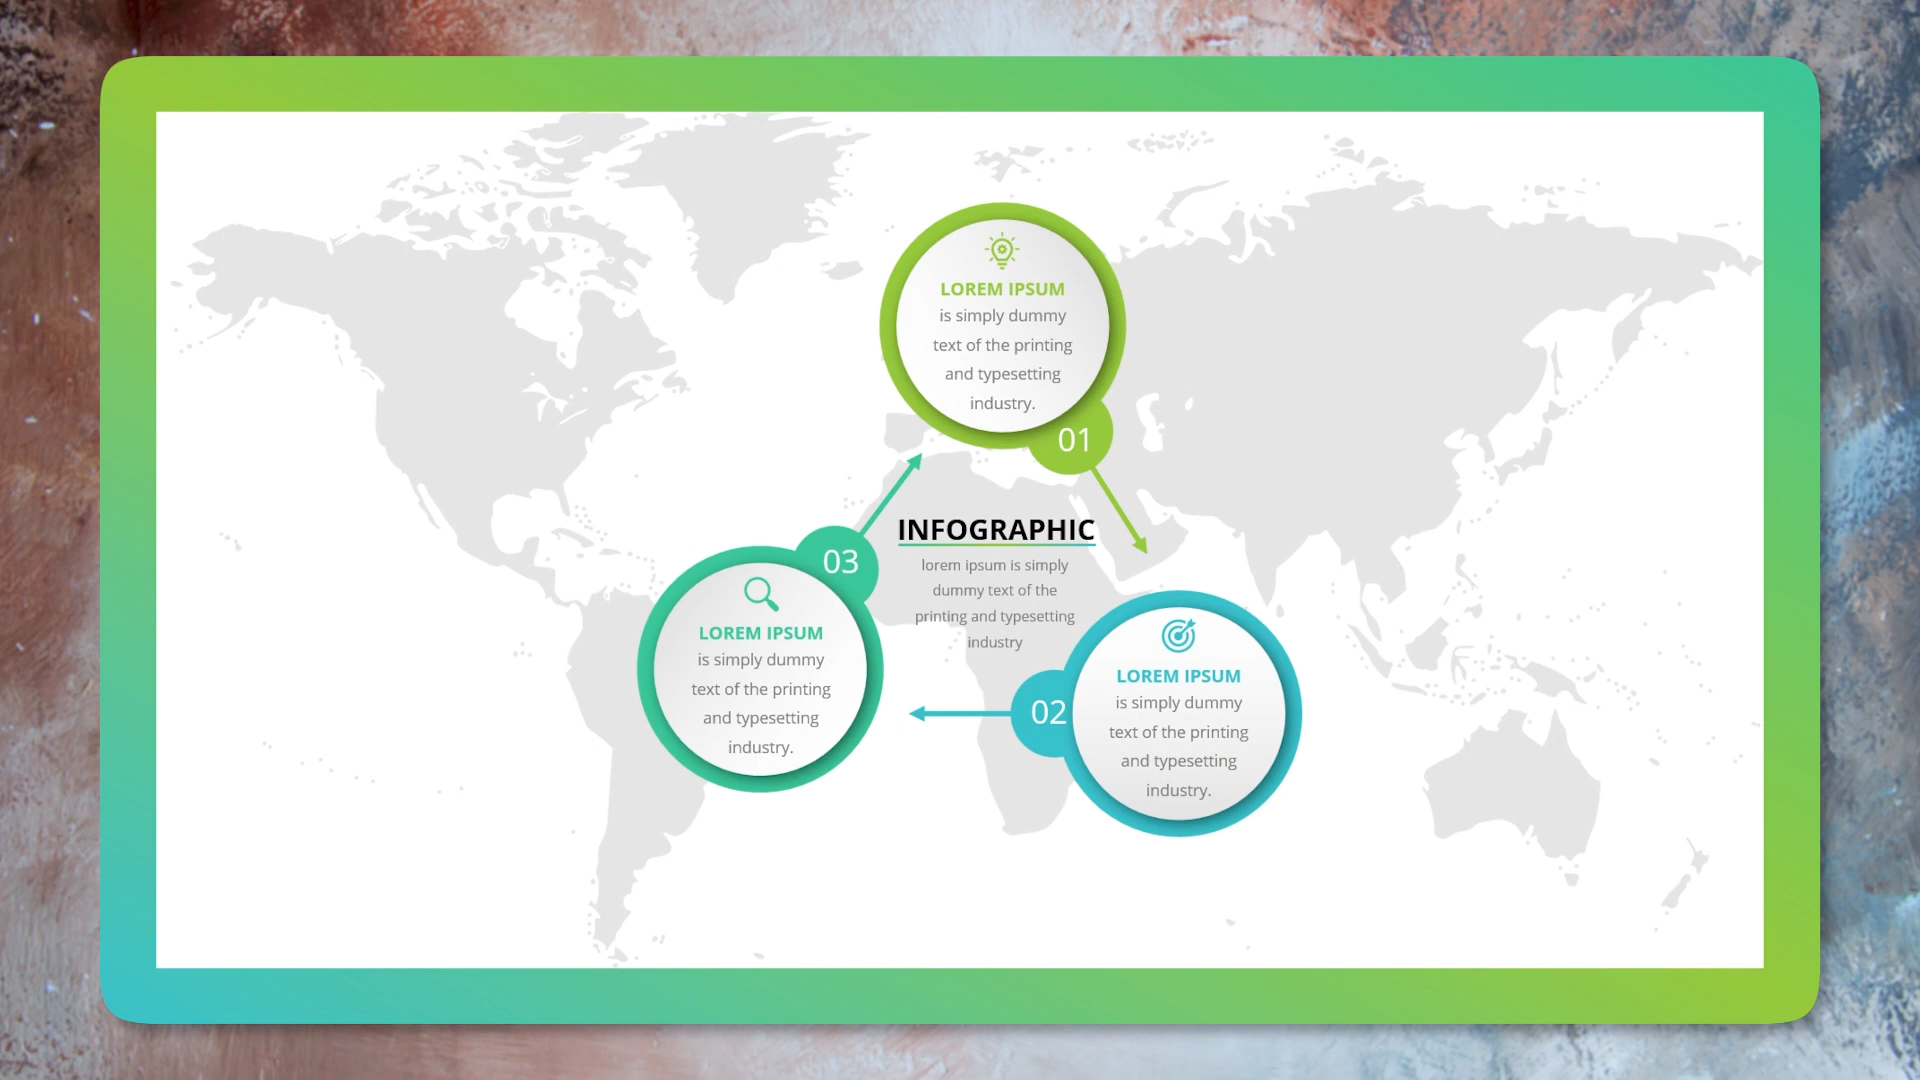 LOREM IPSUM
is simply dummy
text of the printing
and typesetting
industry.
01
INFOGRAPHIC
lorem ipsum is simply
dummy text of the
printing and typesetting
industry
02
LOREM IPSUM
is simply dummy
text of the printing
and typesetting
industry.
03
LOREM IPSUM
is simply dummy
text of the printing
and typesetting
industry.